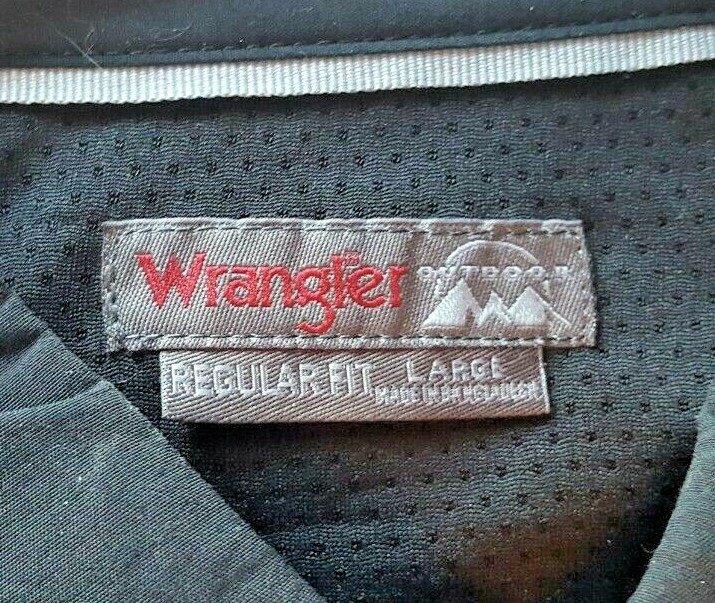 Wrangler
OUTDOOR
REGULAR FIT
LARGE
MADE IN BANGLADESH